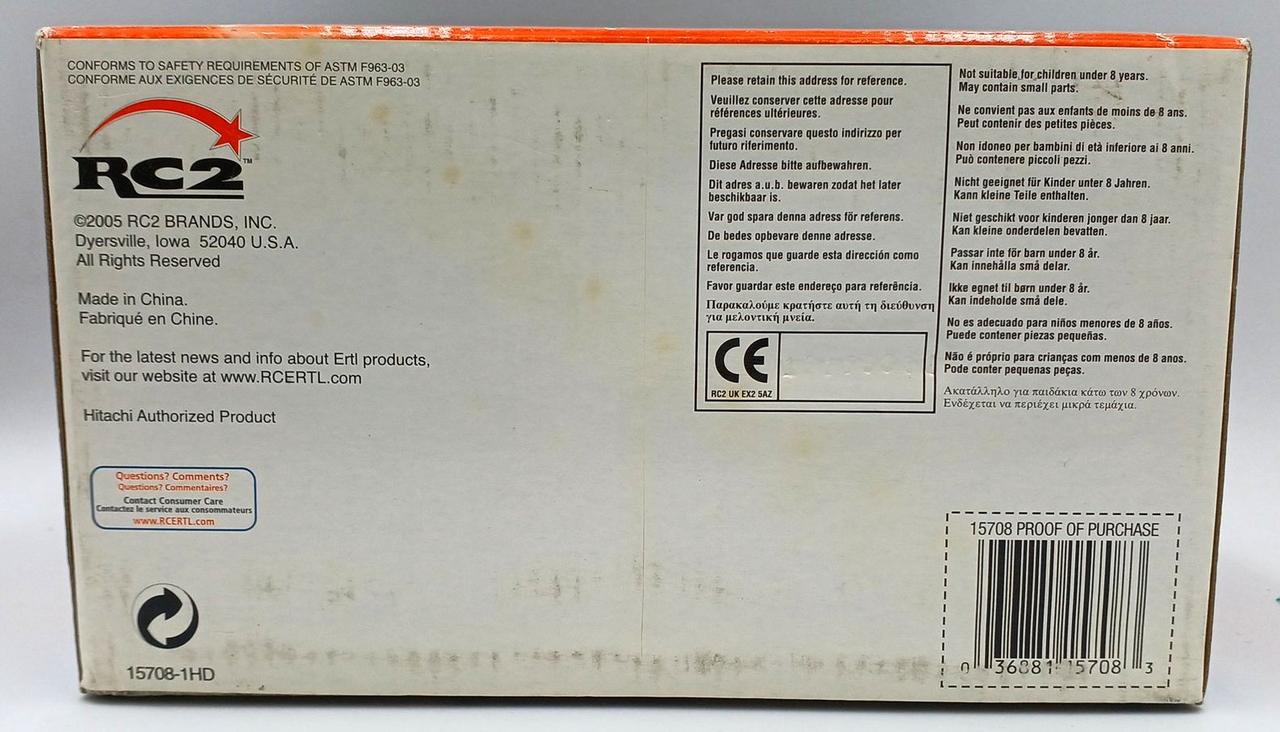 CONFORMS TO SAFETY REQUIREMENTS OF ASTM F963-03
CONFORME AUX EXIGENCES DE SÉCURITÉ DE ASTM F963-03
RC2™
©2005 RC2 BRANDS, INC.
Dyersville, Iowa 52040 U.S.A.
All Rights Reserved
Made in China.
Fabriqué en Chine.
For the latest news and info about Ertl products,
visit our website at www.RCERTL.com
Hitachi Authorized Product
Questions? Comments?
Questions? Commentaires?
Contact Consumer Care
Contactez le service aux consommateurs
www.RCERTL.com
15708-1HD
Please retain this address for reference.
Veuillez conserver cette adresse pour
références ultérieures.
Pregasi conservare questo indirizzo per
futuro riferimento.
Diese Adresse bitte aufbewahren.
Dit adres a.u.b. bewaren zodat het later
beschikbaar is.
Var god spara denna adress för referens.
De bedes opbevare denne adresse.
Le rogamos que guarde esta dirección como
referencia.
Favor guardar este endereço para referência.
Παρακαλούμε κρατήστε αυτή τη διεύθυνση
για μελοντική μνεία.
CE
RC2 UK EX2 5AZ
Not suitable for children under 8 years.
May contain small parts.
Ne convient pas aux enfants de moins de 8 ans.
Peut contenir des petites pièces.
Non idoneo per bambini di età inferiore ai 8 anni.
Può contenere piccoli pezzi.
Nicht geeignet für Kinder unter 8 Jahren.
Kann kleine Teile enthalten.
Niet geschikt voor kinderen jonger dan 8 jaar.
Kan kleine onderdelen bevatten.
Passar inte för barn under 8 år.
Kan innehålla små delar.
Ikke egnet til børn under 8 år.
Kan indeholde små dele.
No es adecuado para niños menores de 8 años.
Puede contener piezas pequeñas.
Não é próprio para crianças com menos de 8 anos.
Pode conter pequenas peças.
Ακατάλληλο για παιδάκια κάτω των 8 χρόνων.
Ενδέχεται να περιέχει μικρά τεμάχια.
15708 PROOF OF PURCHASE
0 36881 15708 3